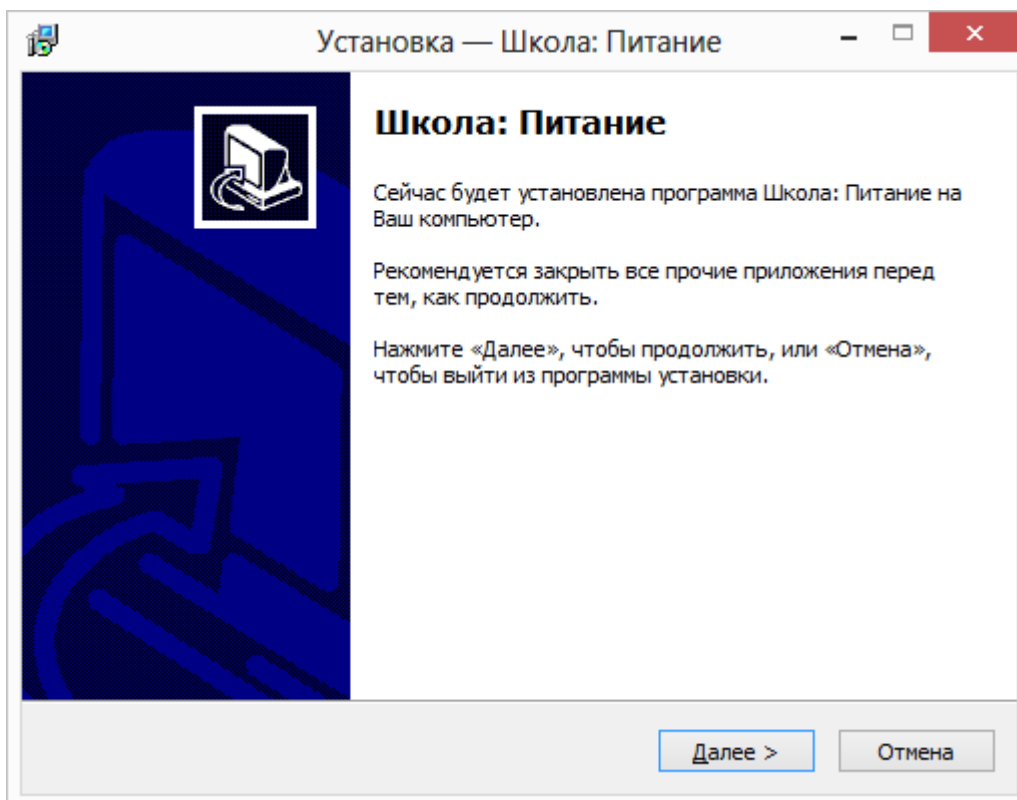 Установка — Школа: Питание
Школа: Питание
Сейчас будет установлена программа Школа: Питание на
Ваш компьютер.
Рекомендуется закрыть все прочие приложения перед
тем, как продолжить.
Нажмите «Далее», чтобы продолжить, или «Отмена»,
чтобы выйти из программы установки.
Далее >
Отмена